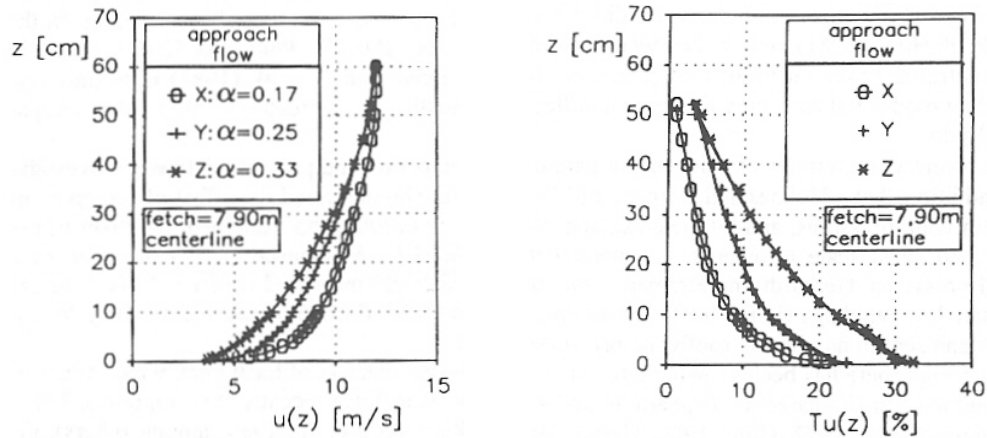 z [cm]
70
60
50
40
30
20
10
0
approach
flow
X: α=0.17
Y: α=0.25
Z: α=0.33
fetch=7,90m
centerline
0
5
10
15
u(z) [m/s]
z [cm]
70
60
50
40
30
20
10
0
approach
flow
X
Y
Z
fetch=7,90m
centerline
0
10
20
30
40
Tu(z) [%]